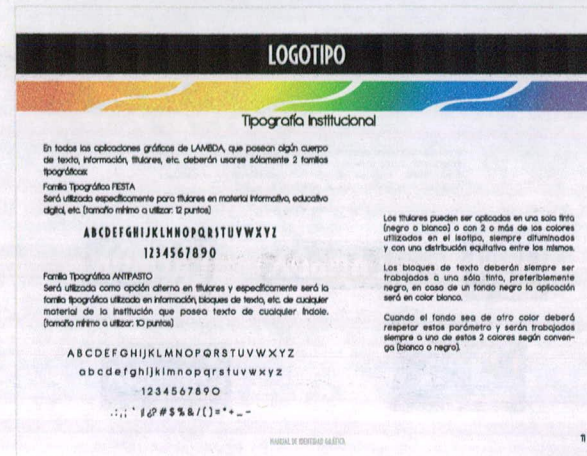 LOGOTIPO
Tipografía Institucional
En todas las aplicaciones gráficas de LAMBDA, que posean algún cuerpo
de texto, información, titulares, etc. deberán usarse sólamente 2 familias
tipográficas:
Familia Tipográfica FIESTA
Será utilizada específicamente para titulares en material informativo, educativo
digital, etc. (tamaño mínimo a utilizar: 12 puntos)
ABCDEFGHIJKLMNOPQRSTUVWXYZ
1234567890
Familia Tipográfica ANTIPASTO
Será utilizada como opción alterna en titulares y específicamente será la
familia tipográfica utilizada en información, bloques de texto, etc. de cualquier
material de la institución que posea texto de cualquier índole.
(tamaño mínimo a utilizar: 10 puntos)
ABCDEFGHIJKLMNOPQRSTUVWXYZ
abcdefghijklmnopqrstuvwxyz
1234567890
Los titulares pueden ser aplicados en una sola tinta
(negro o blanco) o con 2 o más de los colores
utilizados en el isotipo, siempre difuminados
y con una distribución equitativa entre los mismos.
Los bloques de texto deberán siempre ser
trabajados a una sóla tinta, preferiblemente
negro, en caso de un fondo negro la aplicación
será en color blanco.
Cuando el fondo sea de otro color deberá
respetar estos parámetro y serán trabajados
siempre a uno de estos 2 colores según conven-
ga (blanco o negro).
MANUAL DE IDENTIDAD GRÁFICA
11